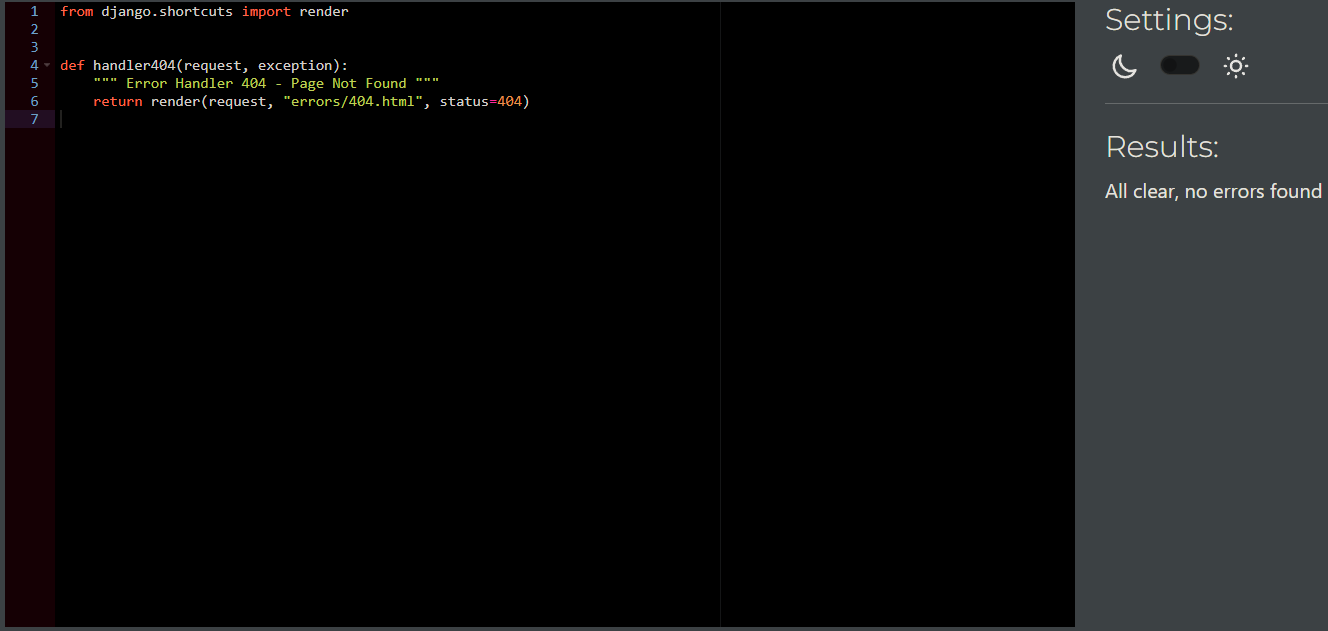 1 from django.shortcuts import render
2
3
4 def handler404(request, exception):
5     """ Error Handler 404 - Page Not Found """
6     return render(request, "errors/404.html", status=404)
7
Settings:
Results:
All clear, no errors found